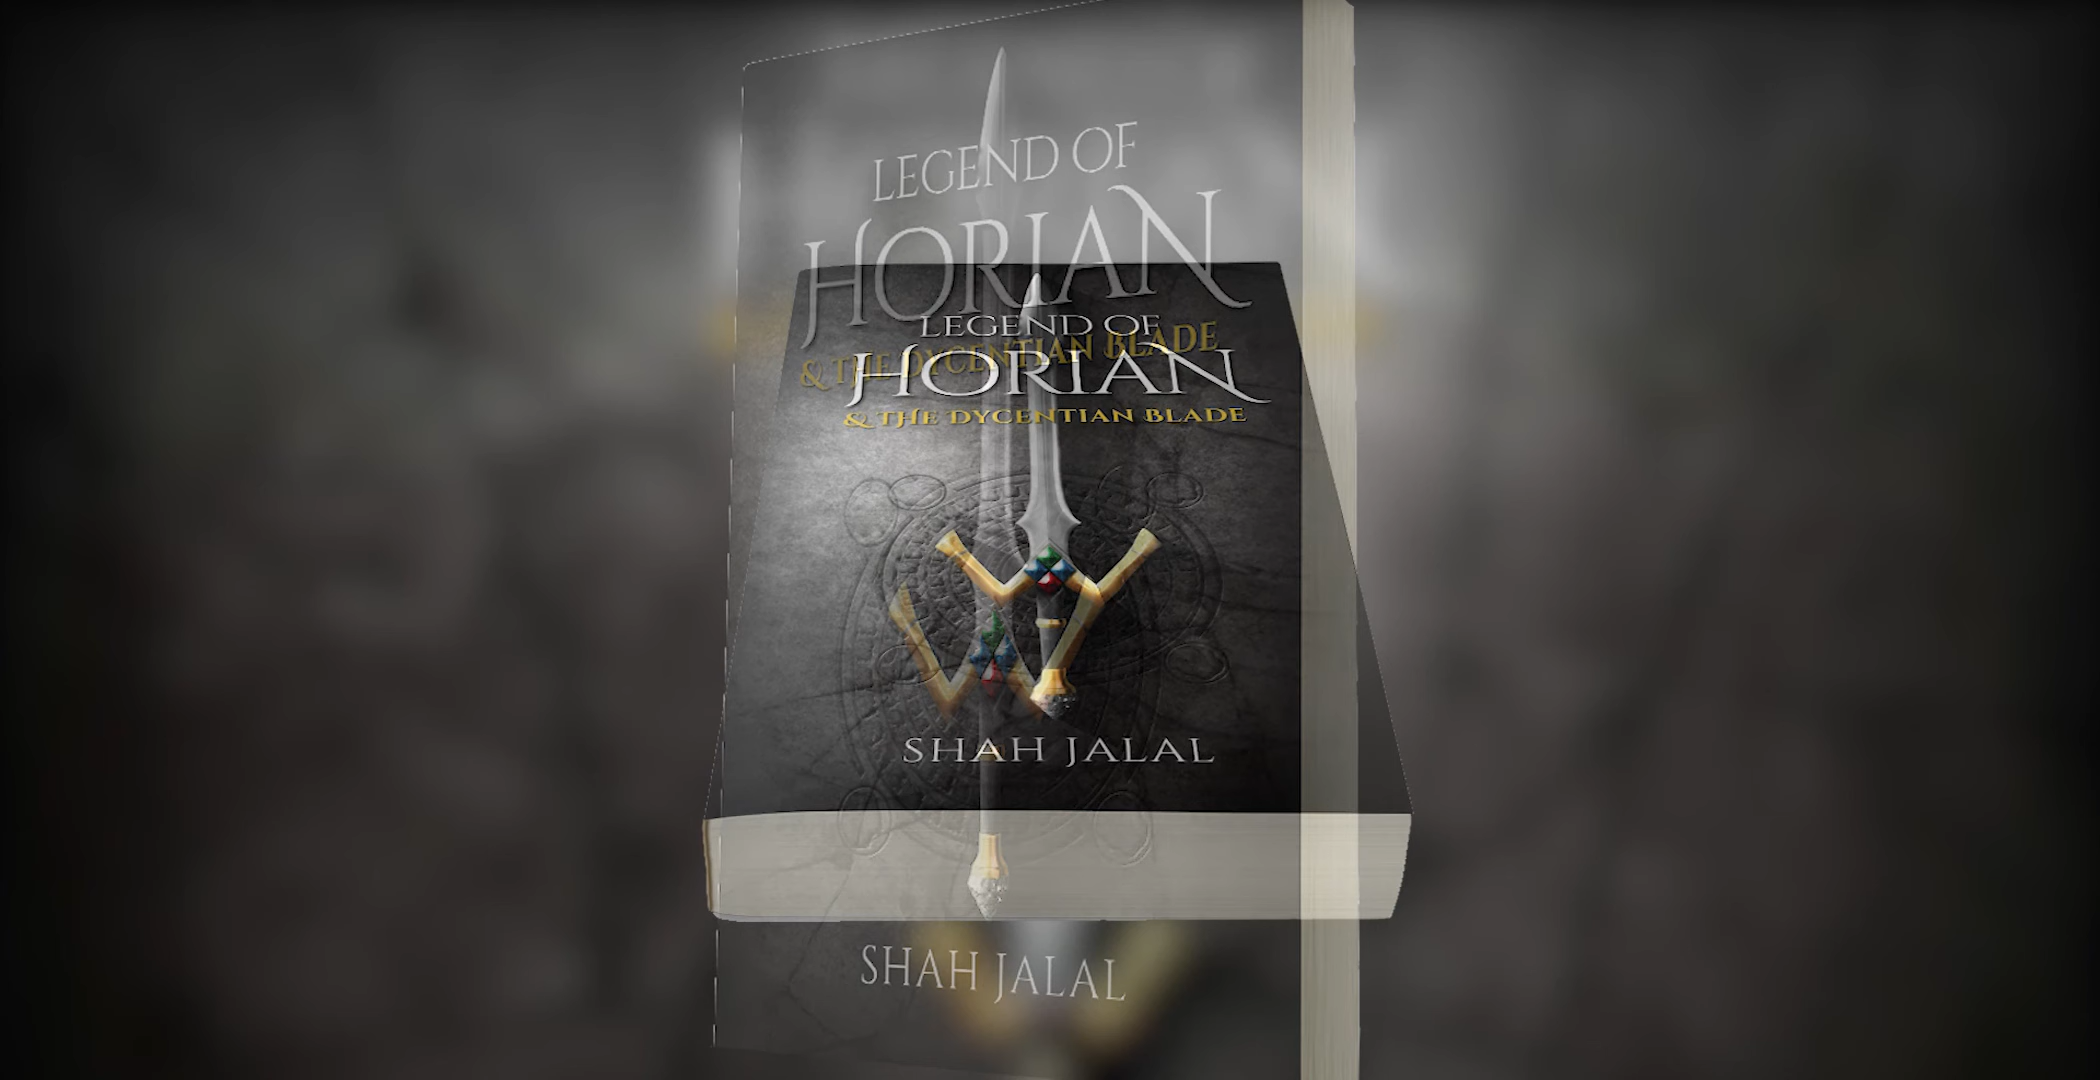 LEGEND OF
HORIAN
& THE DYCENTIAN BLADE
LEGEND OF
HORIAN
& THE DYCENTIAN BLADE
SHAH JALAL
SHAH JALAL